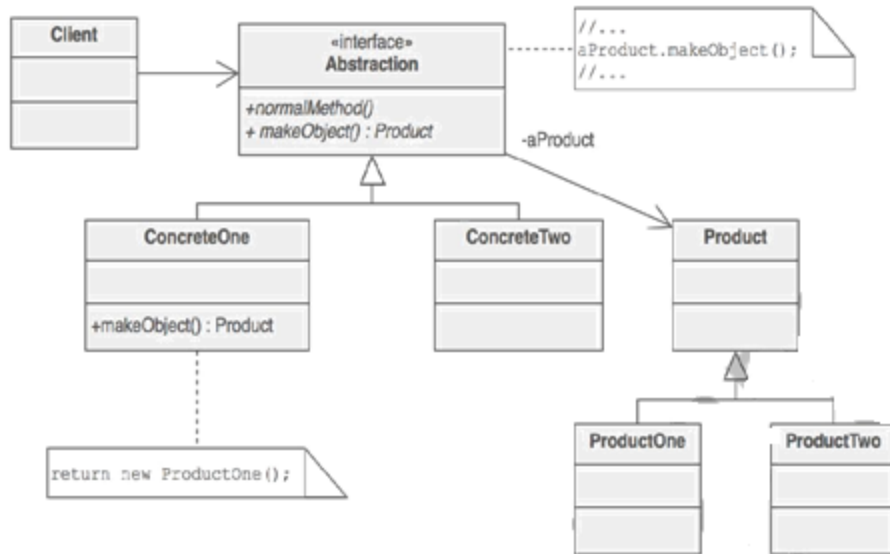 Client
«interface»
Abstraction
+normalMethod()
+ makeObject() : Product
//...
aProduct.makeObject();
//...
-aProduct
ConcreteOne
+makeObject() : Product
ConcreteTwo
Product
return new ProductOne();
ProductOne
ProductTwo